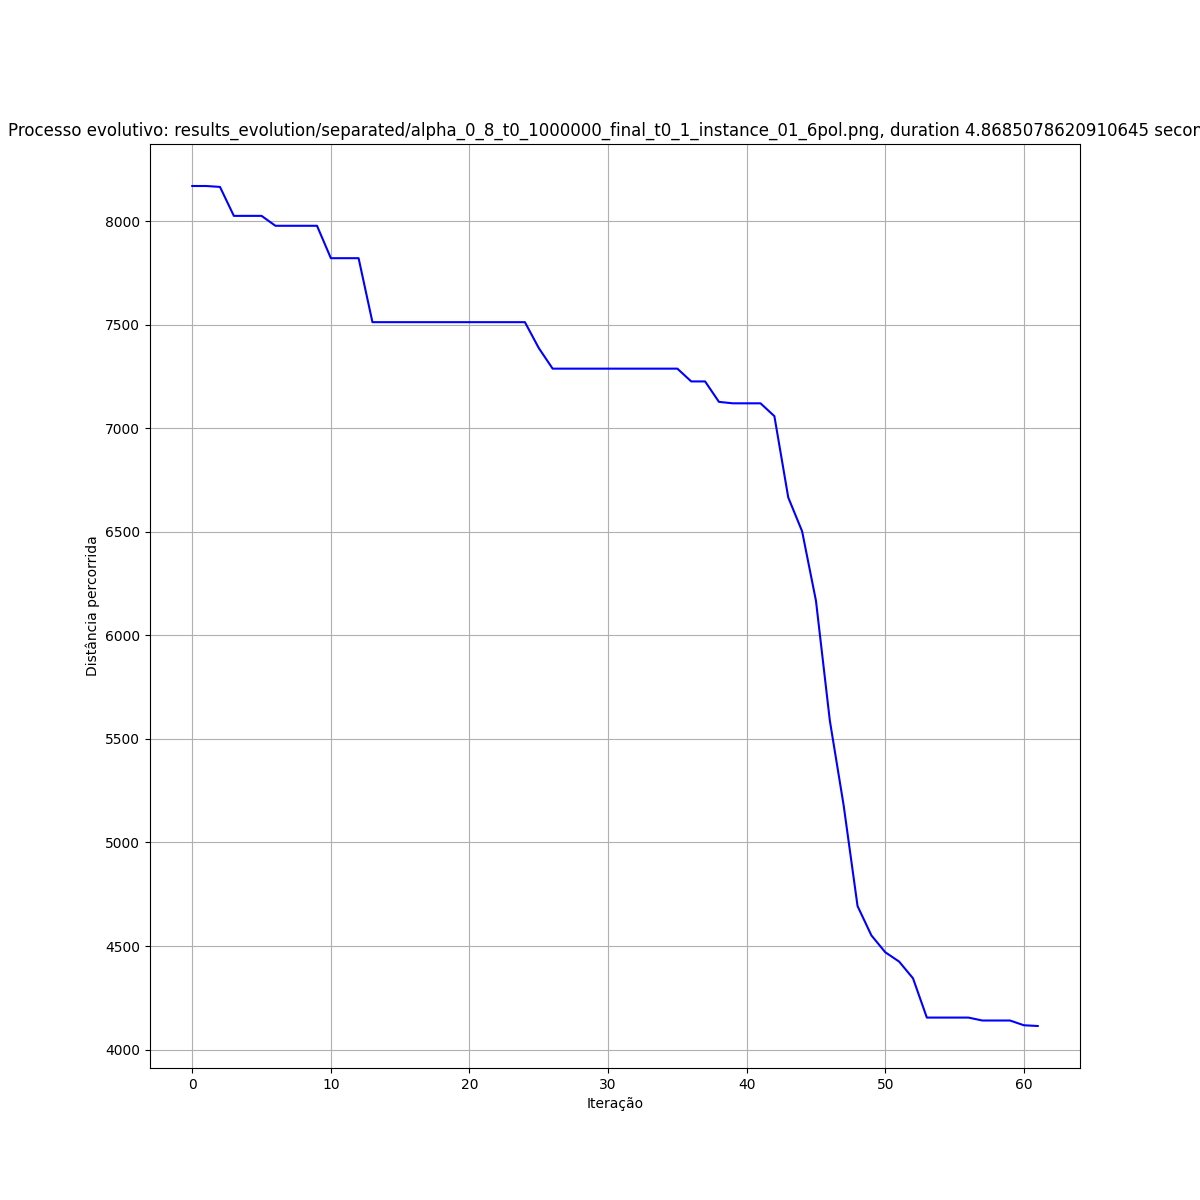 Processo evolutivo: results_evolution/separated/alpha_0_8_t0_1000000_final_t0_1_instance_01_6pol.png, duration 4.8685078620910645 secon
8000
7500
7000
6500
6000
5500
5000
4500
4000
Distância percorrida
0 10 20 30 40 50 60
Iteração